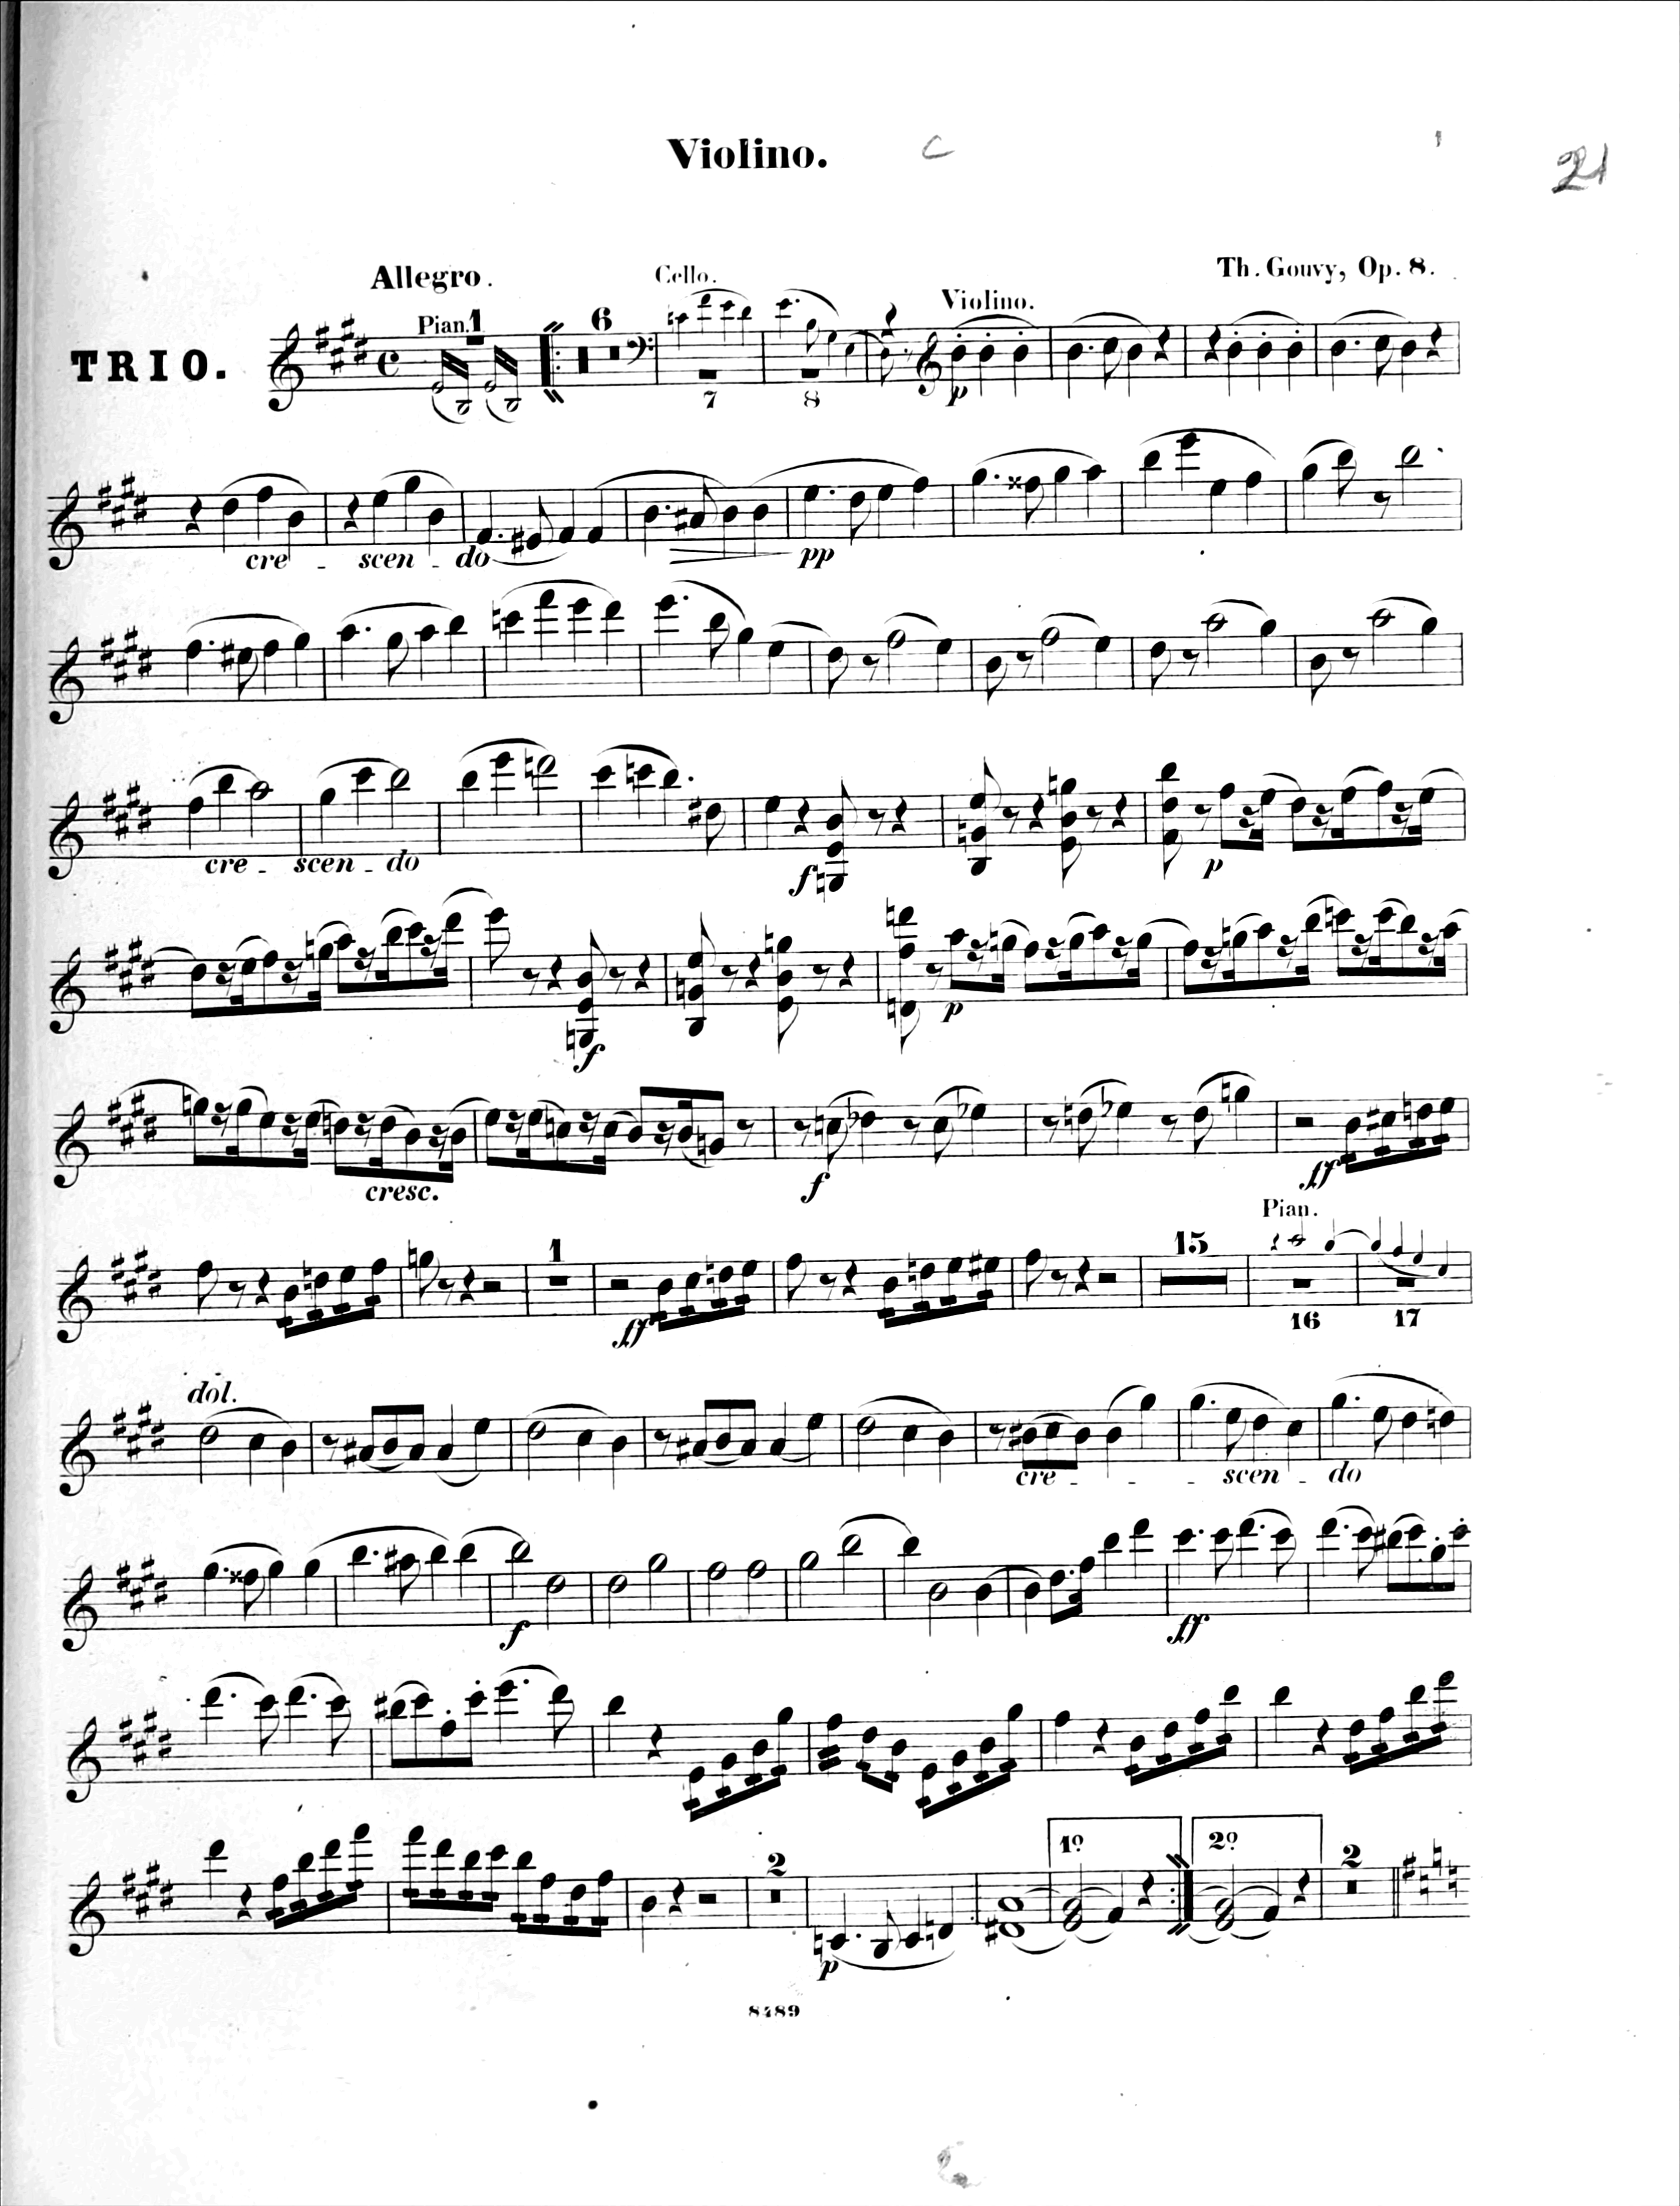 Violino. C
21
Allegro. Cello. Th. Gouvy, Op. 8.
TRIO. Pian. 1 6 Violino.
7 8 p
cre - scen - do pp
cre - scen - do f p
f p
cresc. f ff
Pian.
1 ff 15
16 17
dol.
cre - - - scen - do
f ff
1º 2º
2 2
p
8489